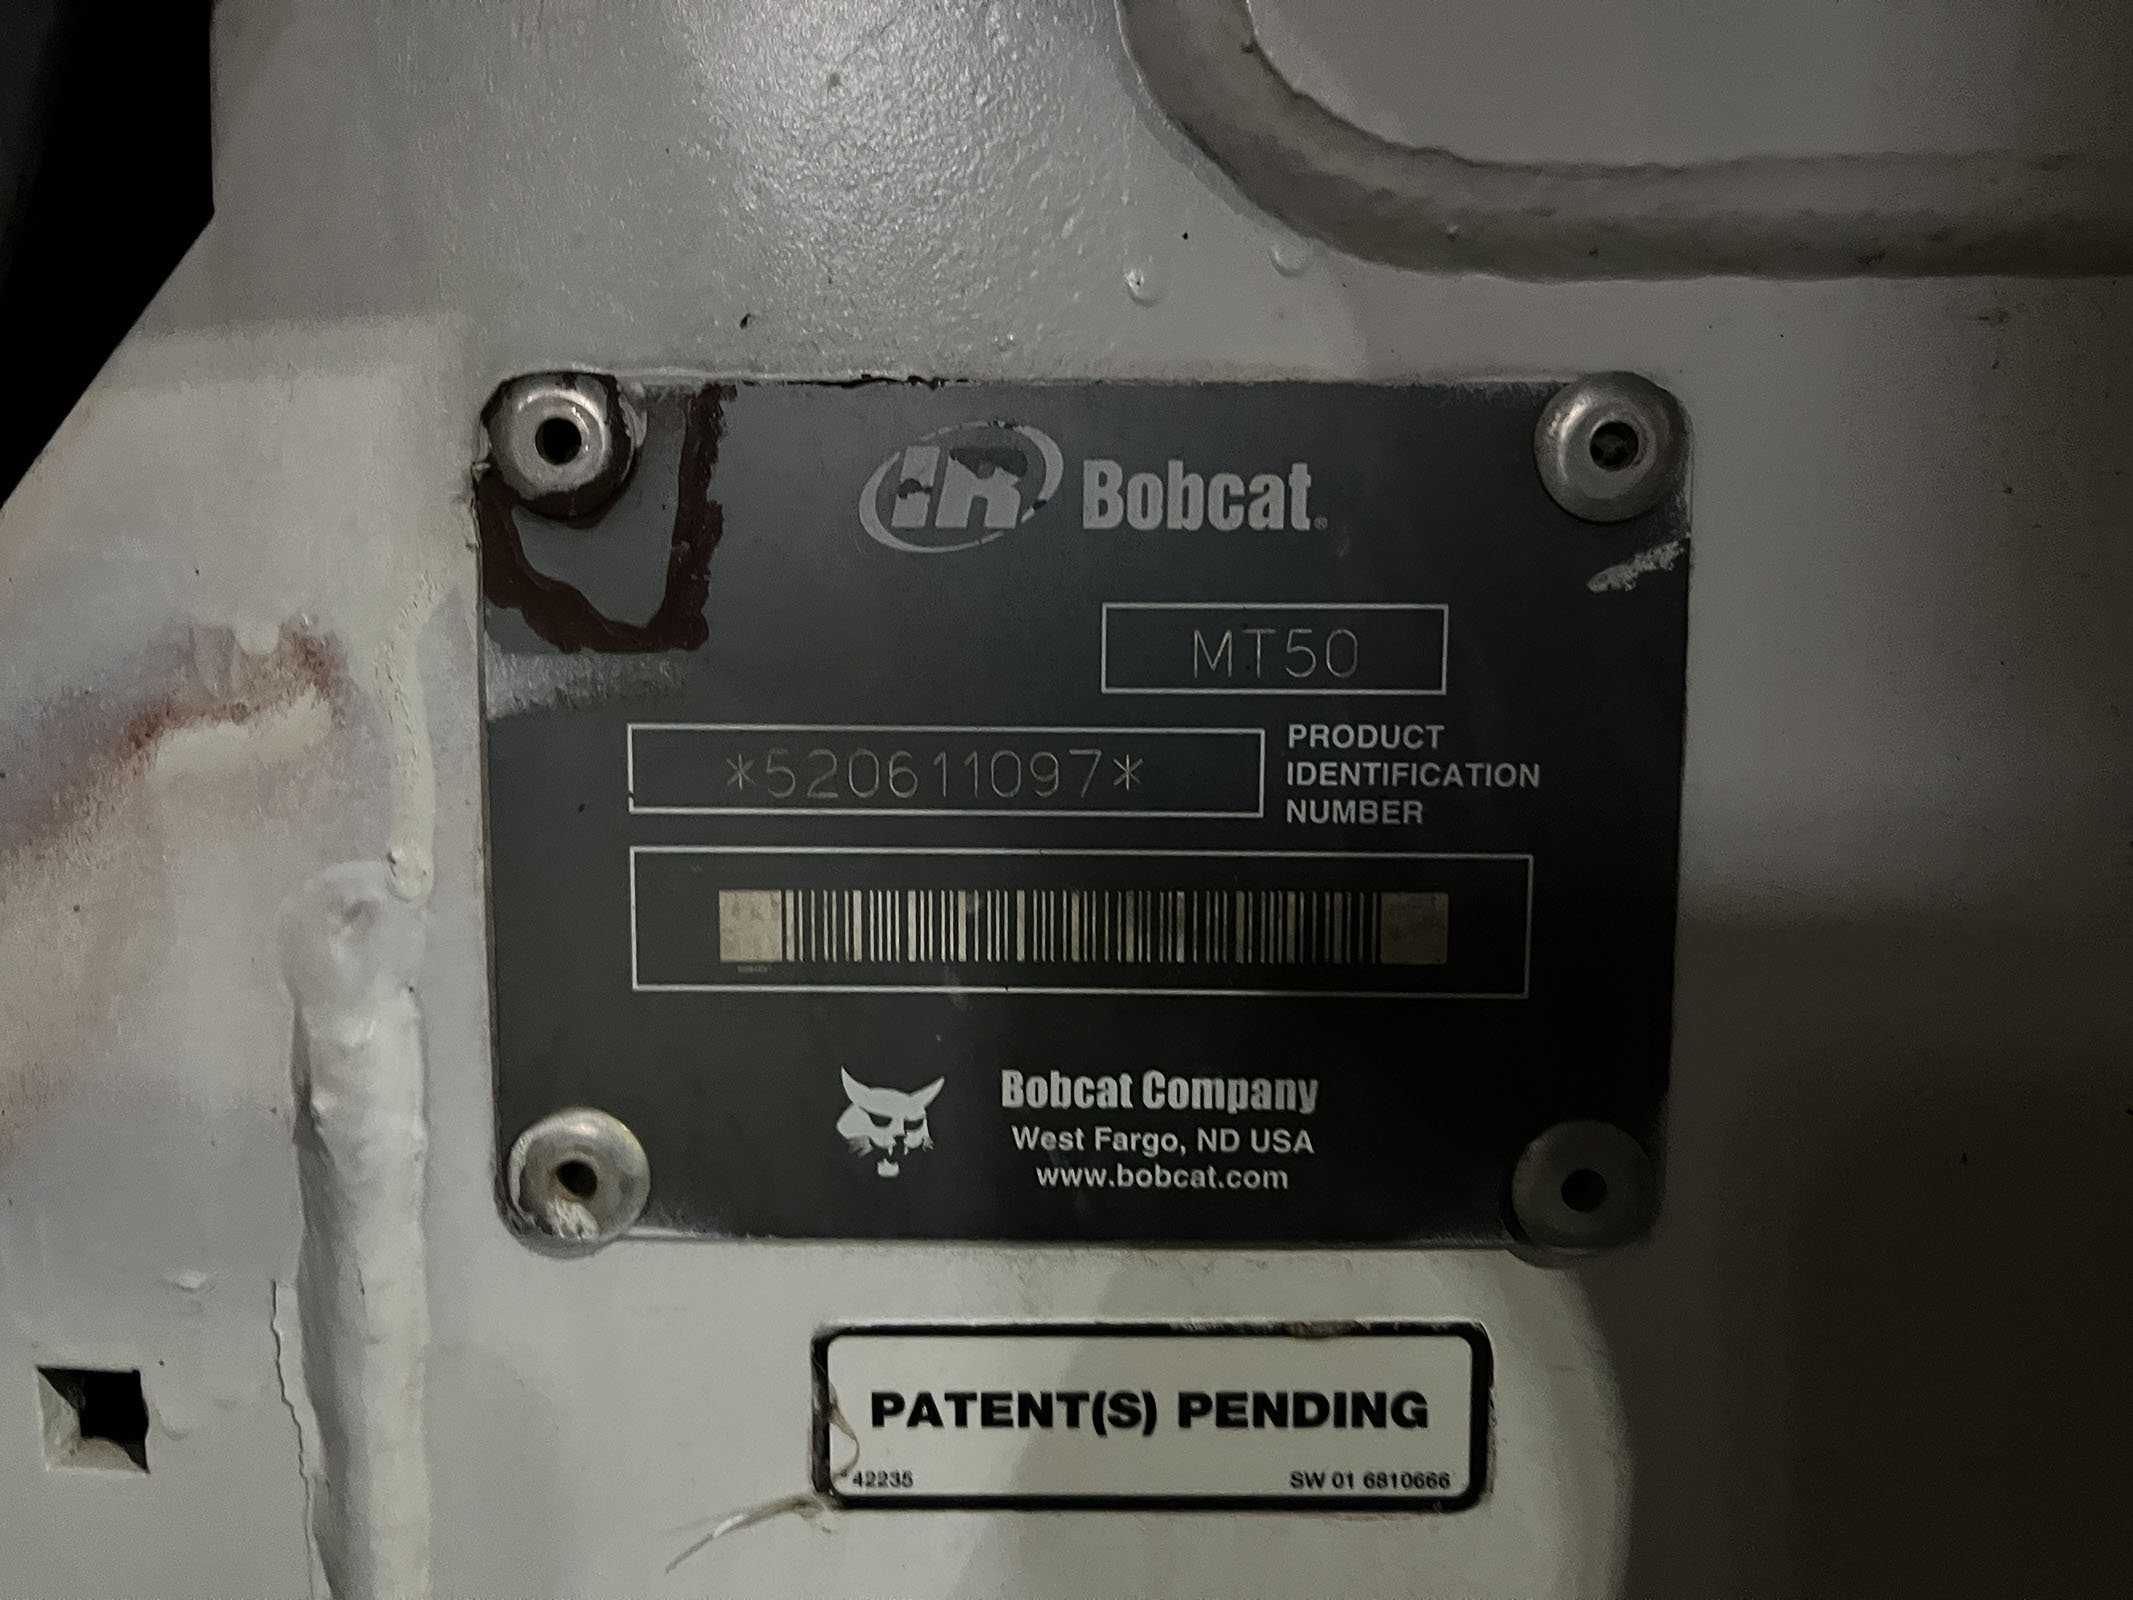 IR Bobcat®
MT50
*520611097*
PRODUCT
IDENTIFICATION
NUMBER
Bobcat Company
West Fargo, ND USA
www.bobcat.com
PATENT(S) PENDING
42235
SW 01 6810666